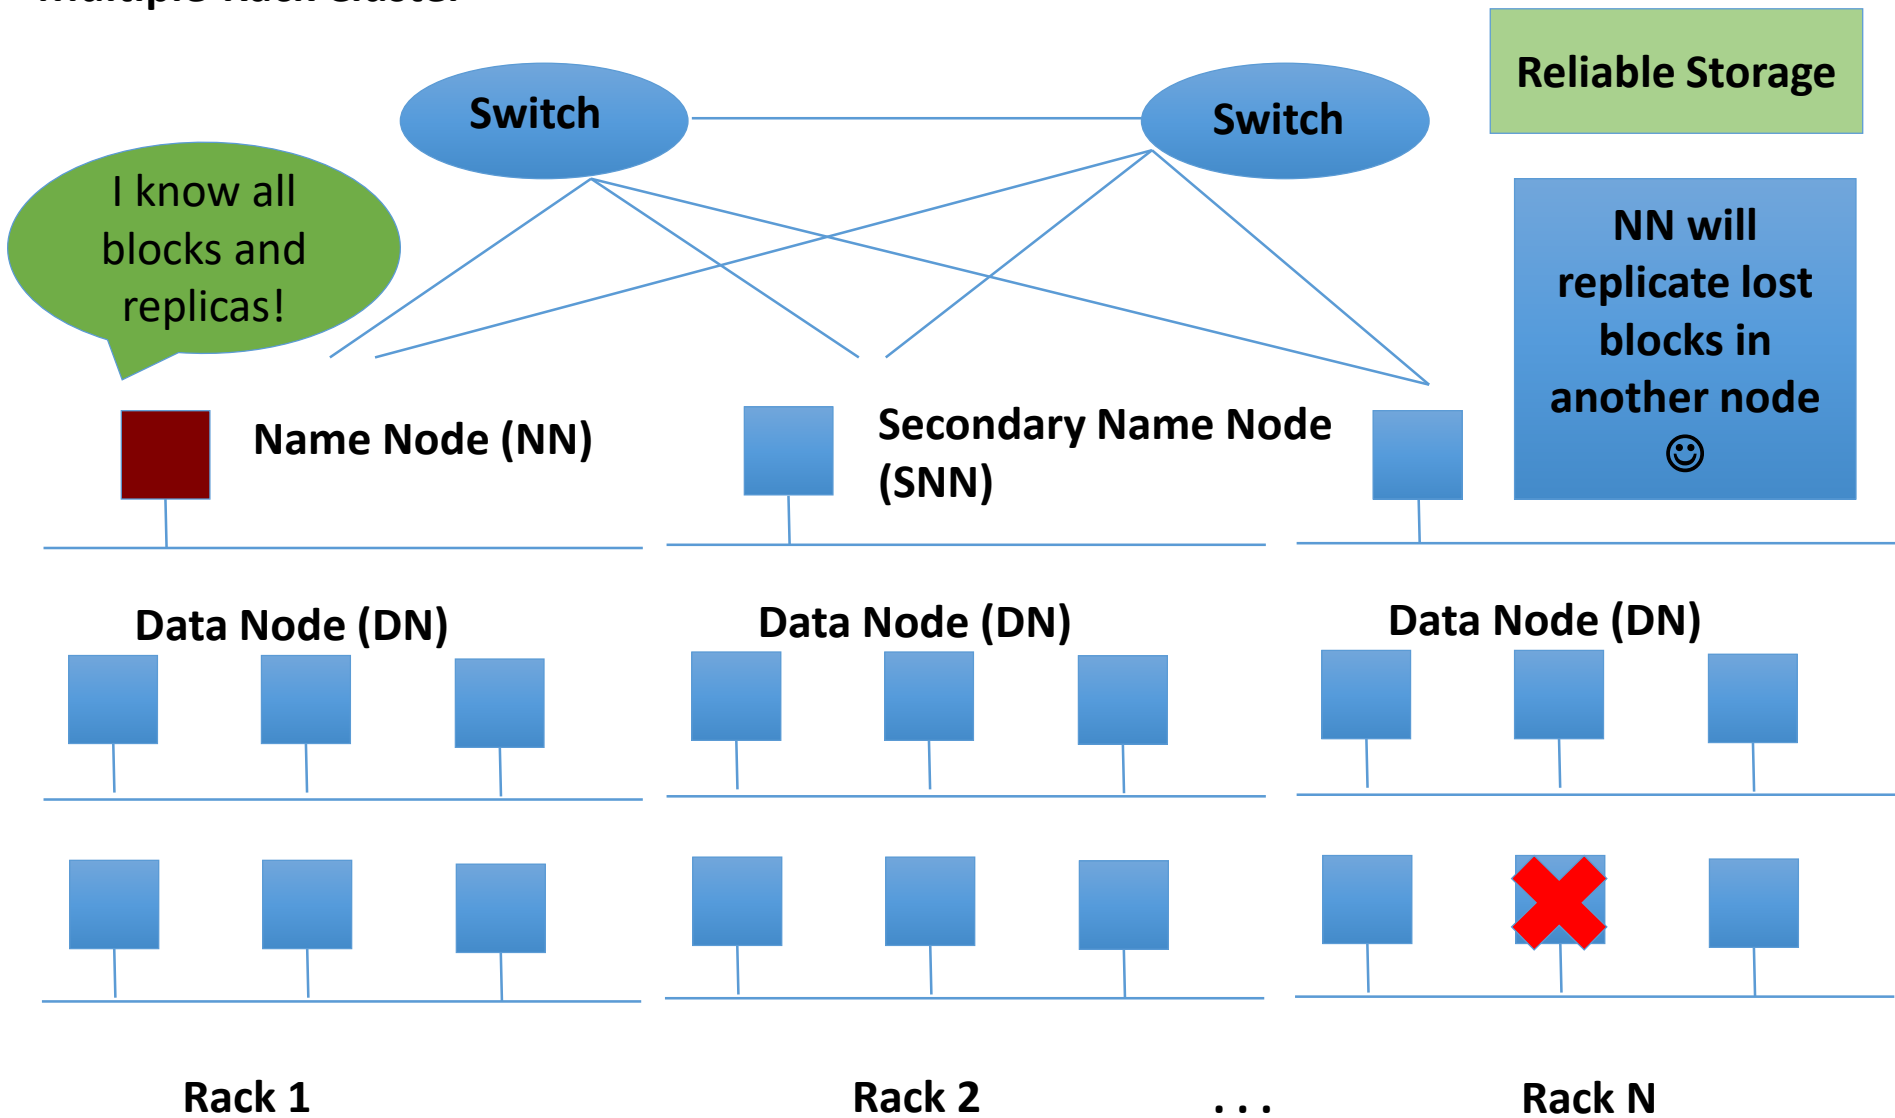 Switch
Switch
Reliable Storage
I know all
blocks and
replicas!
NN will
replicate lost
blocks in
another node
☺
Name Node (NN)
Secondary Name Node
(SNN)
Data Node (DN)
Data Node (DN)
Data Node (DN)
Rack 1
Rack 2
. . .
Rack N